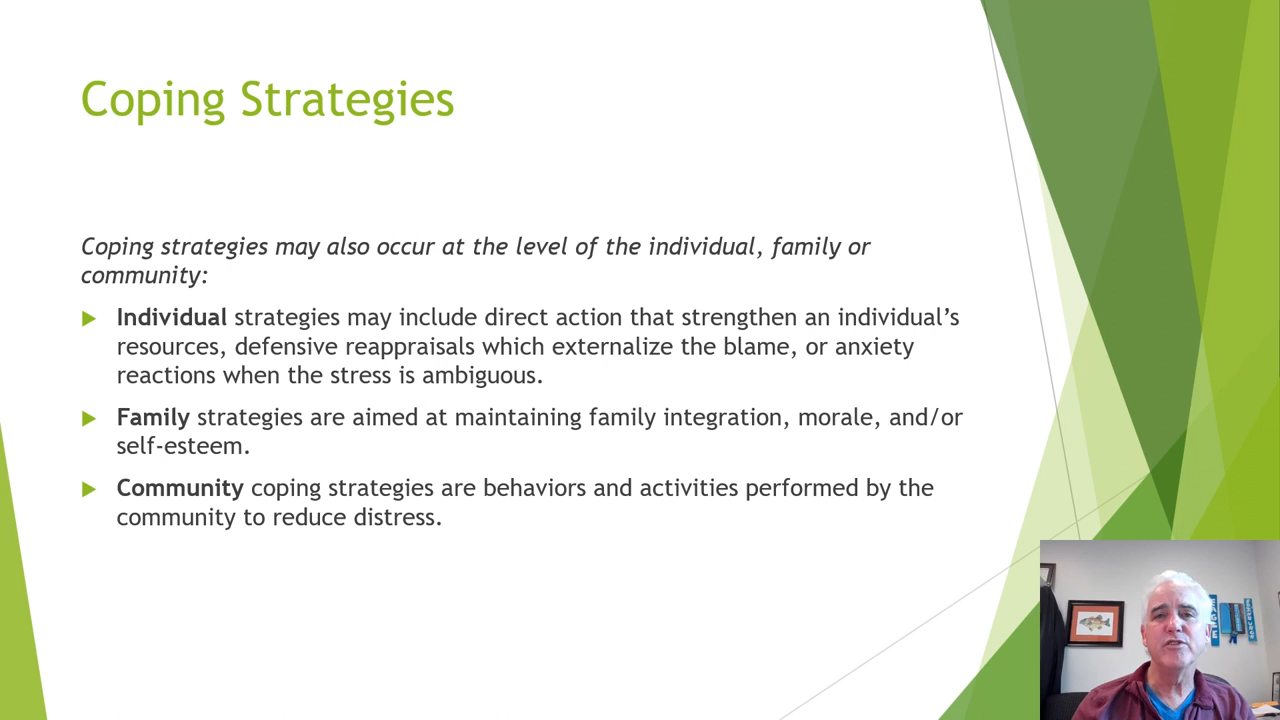 Coping Strategies
Coping strategies may also occur at the level of the individual, family or
community:
Individual strategies may include direct action that strengthen an individual’s
resources, defensive reappraisals which externalize the blame, or anxiety
reactions when the stress is ambiguous.
Family strategies are aimed at maintaining family integration, morale, and/or
self-esteem.
Community coping strategies are behaviors and activities performed by the
community to reduce distress.